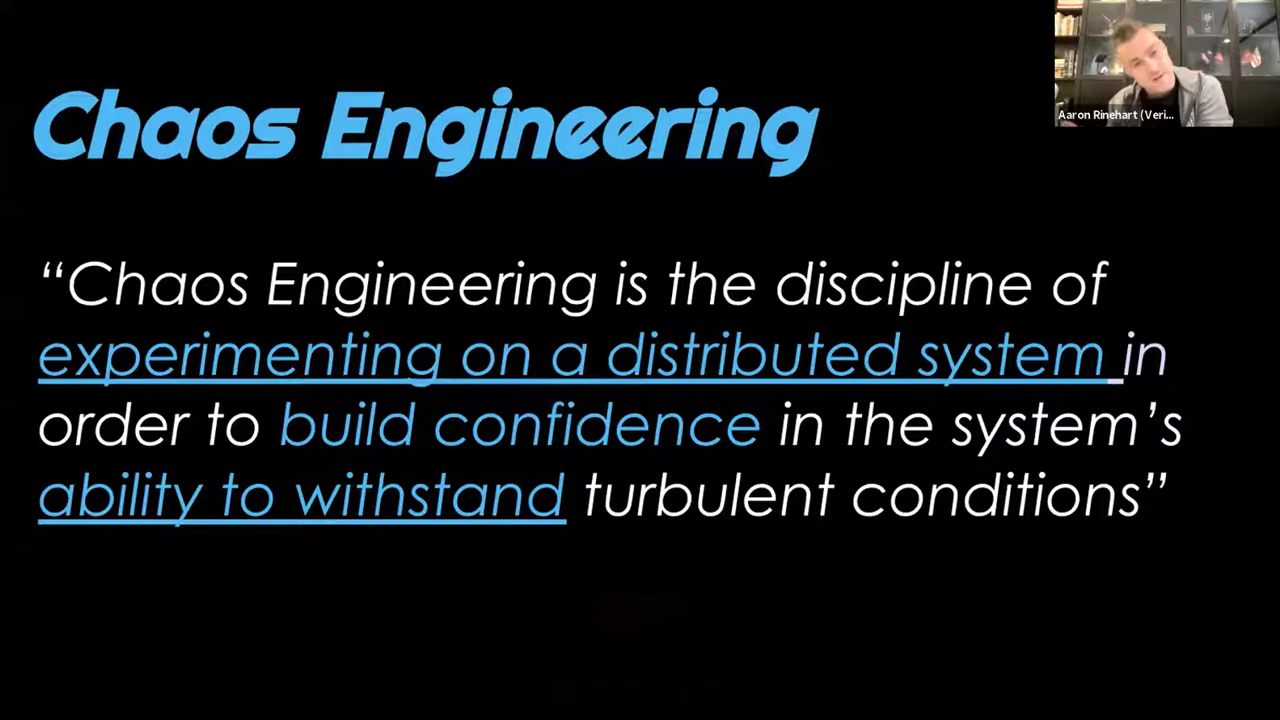 Chaos Engineering
Aaron Rinehart (Veri...
“Chaos Engineering is the discipline of
experimenting on a distributed system in
order to build confidence in the system’s
ability to withstand turbulent conditions”